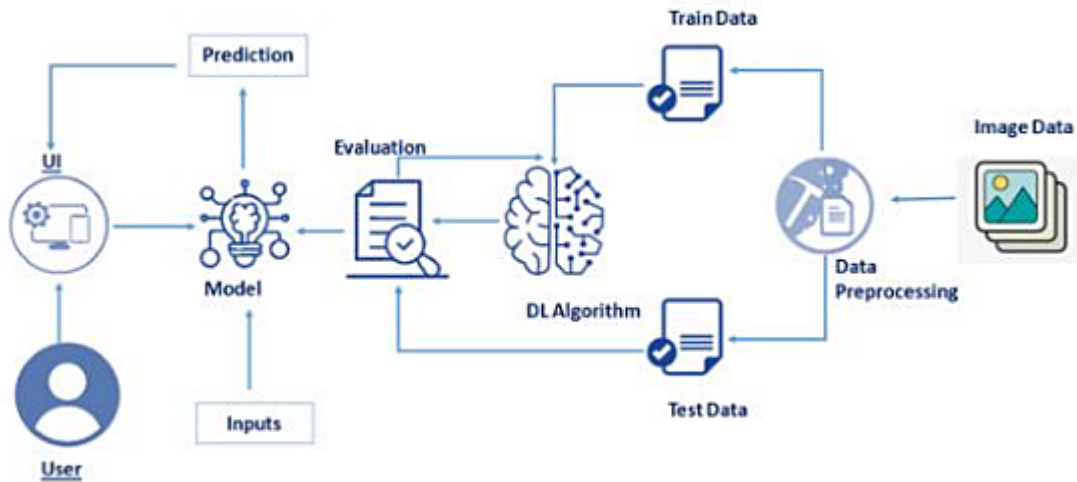 Train Data
Prediction
Image Data
Evaluation
UI
Model
Data
Preprocessing
DL Algorithm
Inputs
Test Data
User